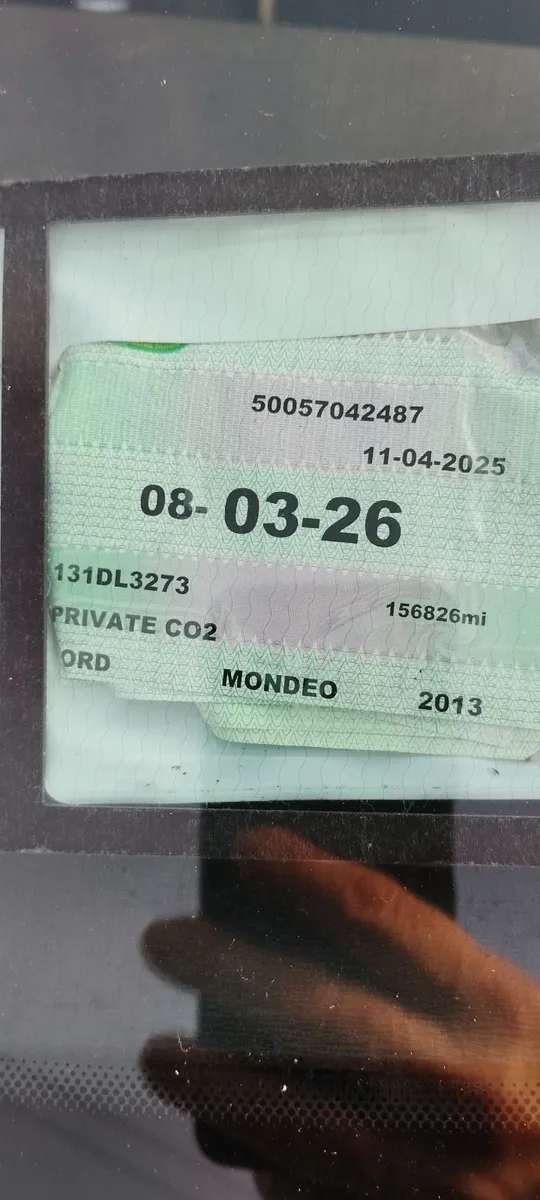 50057042487
11-04-2025
08- 03-26
131DL3273
156826mi
PRIVATE CO2
ORD
MONDEO 2013